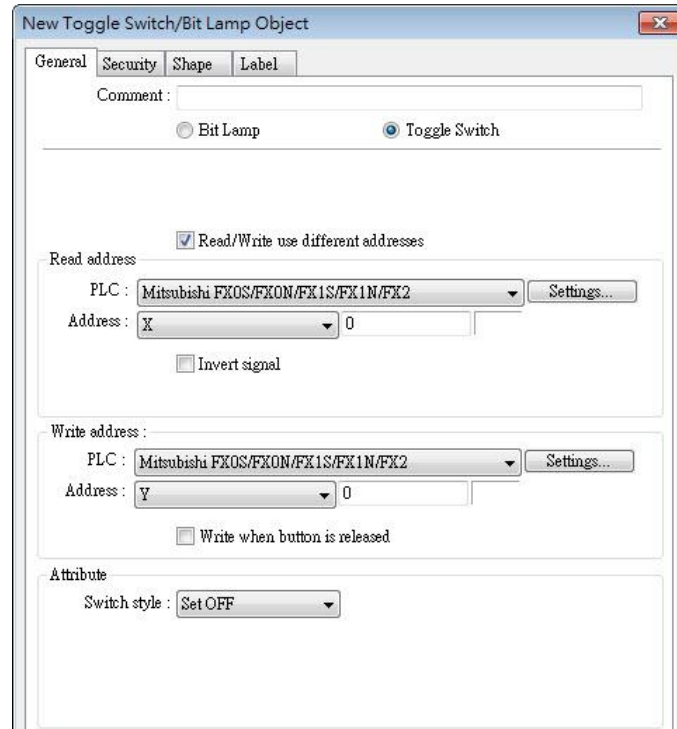 New Toggle Switch/Bit Lamp Object
General Security Shape Label
Comment :
Bit Lamp Toggle Switch
Read/Write use different addresses
Read address
PLC : Mitsubishi FX0S/FX0N/FX1S/FX1N/FX2 Settings...
Address : X 0
Invert signal
Write address :
PLC : Mitsubishi FX0S/FX0N/FX1S/FX1N/FX2 Settings...
Address : Y 0
Write when button is released
Attribute
Switch style : Set OFF